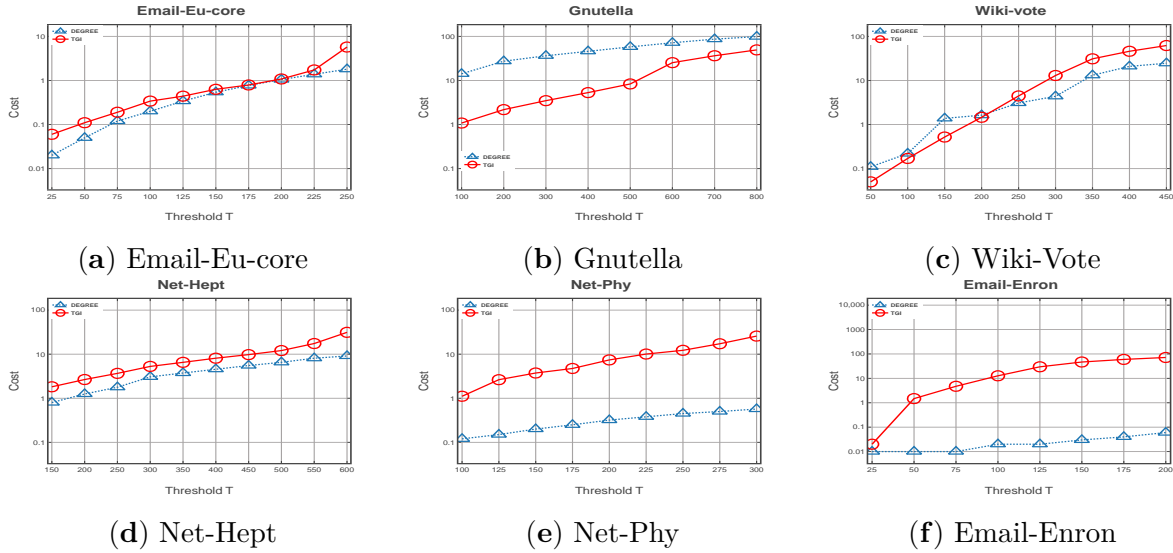 Email-Eu-core
10
1
0.1
0.01
Cost
DEGREE
TGI
25 50 75 100 125 150 175 200 225 250
Threshold T
(a) Email-Eu-core
Gnutella
100
10
1
0.1
Cost
DEGREE
TGI
100 200 300 400 500 600 700 800
Threshold T
(b) Gnutella
Wiki-vote
100
10
1
0.1
Cost
DEGREE
TGI
50 100 150 200 250 300 350 400 450
Threshold T
(c) Wiki-Vote
Net-Hept
100
10
1
0.1
Cost
DEGREE
TGI
150 200 250 300 350 400 450 500 550 600
Threshold T
(d) Net-Hept
Net-Phy
100
10
1
0.1
Cost
DEGREE
TGI
100 125 150 175 200 225 250 275 300
Threshold T
(e) Net-Phy
Email-Enron
10,000
1000
100
10
1
0.1
0.01
Cost
DEGREE
TGI
25 50 75 100 125 150 175 200
Threshold T
(f) Email-Enron